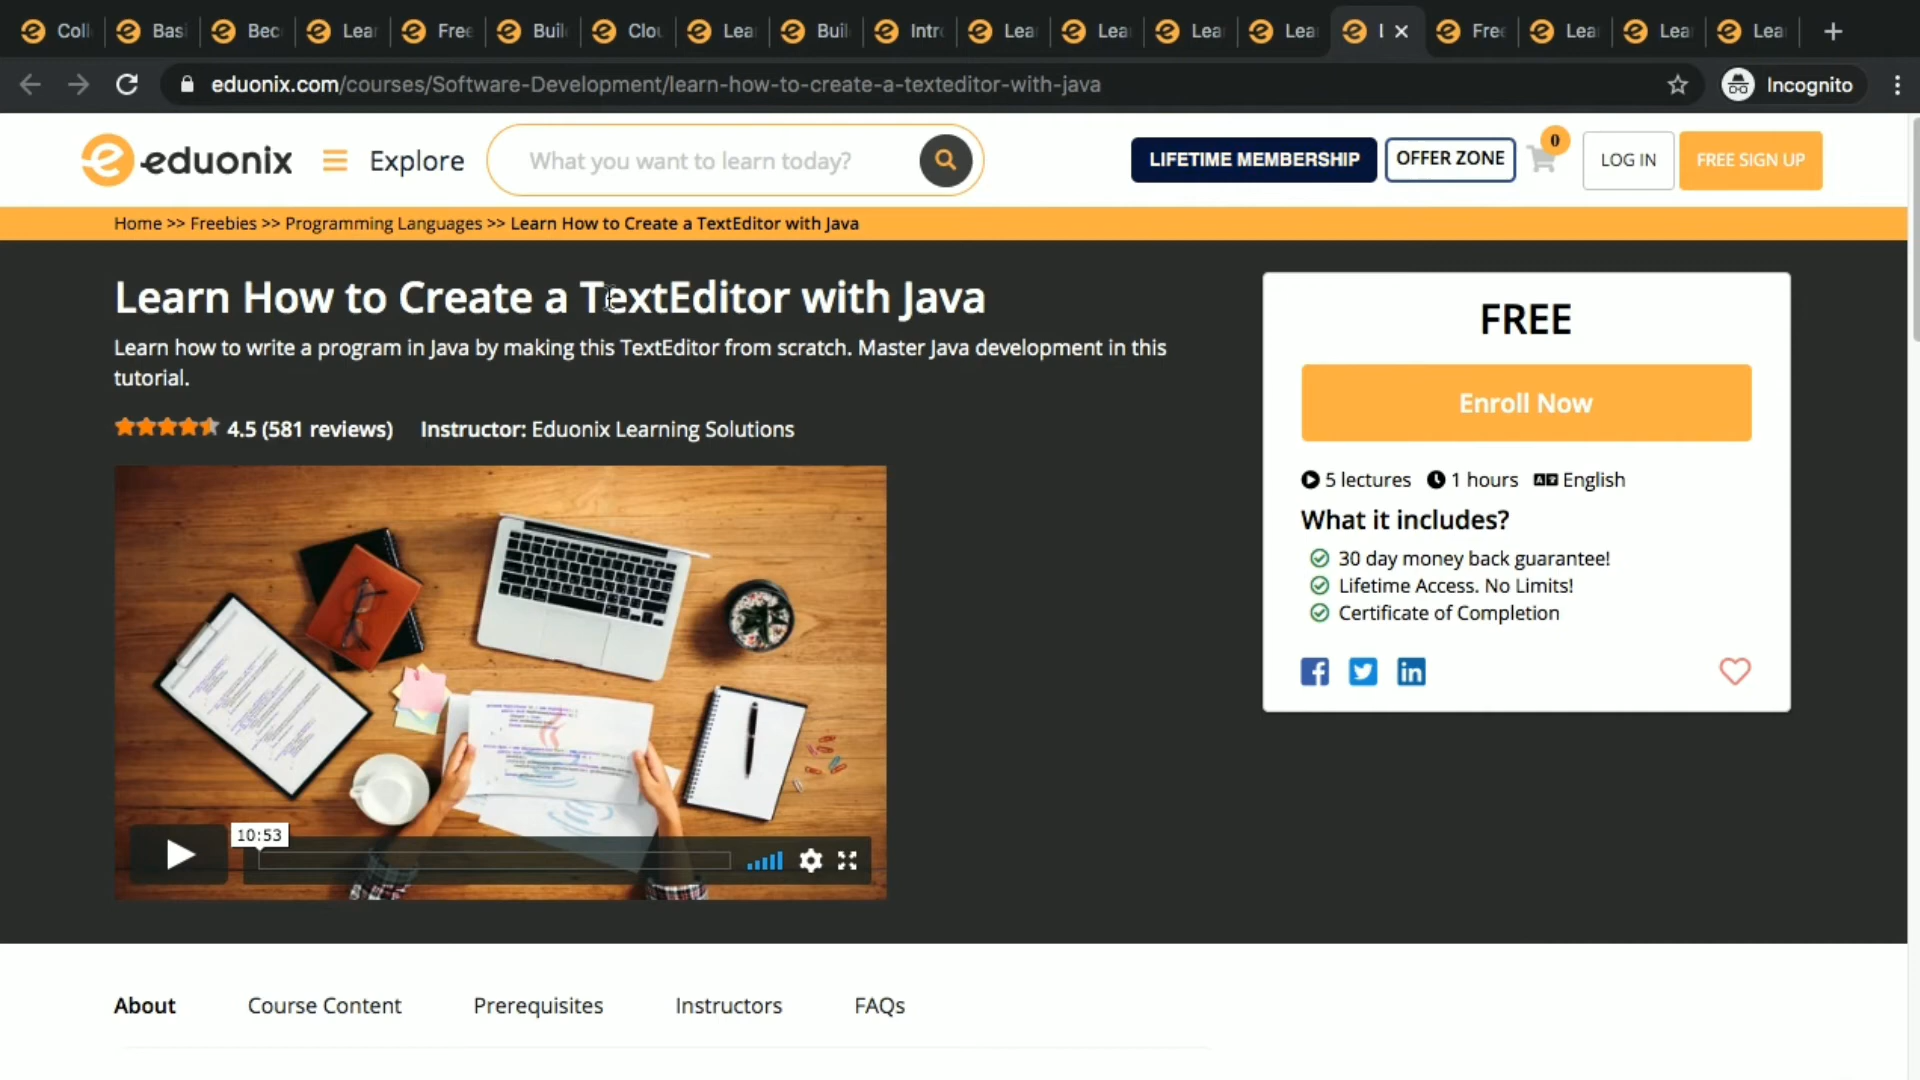 Coll Basi Bec Lear Free Buil Clou Lea Buil Intro Lear Lea Lea Lea Free Lea Lea Lea
eduonix.com/courses/Software-Development/learn-how-to-create-a-texteditor-with-java
Incognito
eduonix Explore What you want to learn today? LIFETIME MEMBERSHIP OFFER ZONE 0 LOG IN FREE SIGN UP
Home >> Freebies >> Programming Languages >> Learn How to Create a TextEditor with Java
Learn How to Create a TextEditor with Java
Learn how to write a program in Java by making this TextEditor from scratch. Master Java development in this
tutorial.
4.5 (581 reviews) Instructor: Eduonix Learning Solutions
10:53
FREE
Enroll Now
5 lectures 1 hours English
What it includes?
30 day money back guarantee!
Lifetime Access. No Limits!
Certificate of Completion
About Course Content Prerequisites Instructors FAQs